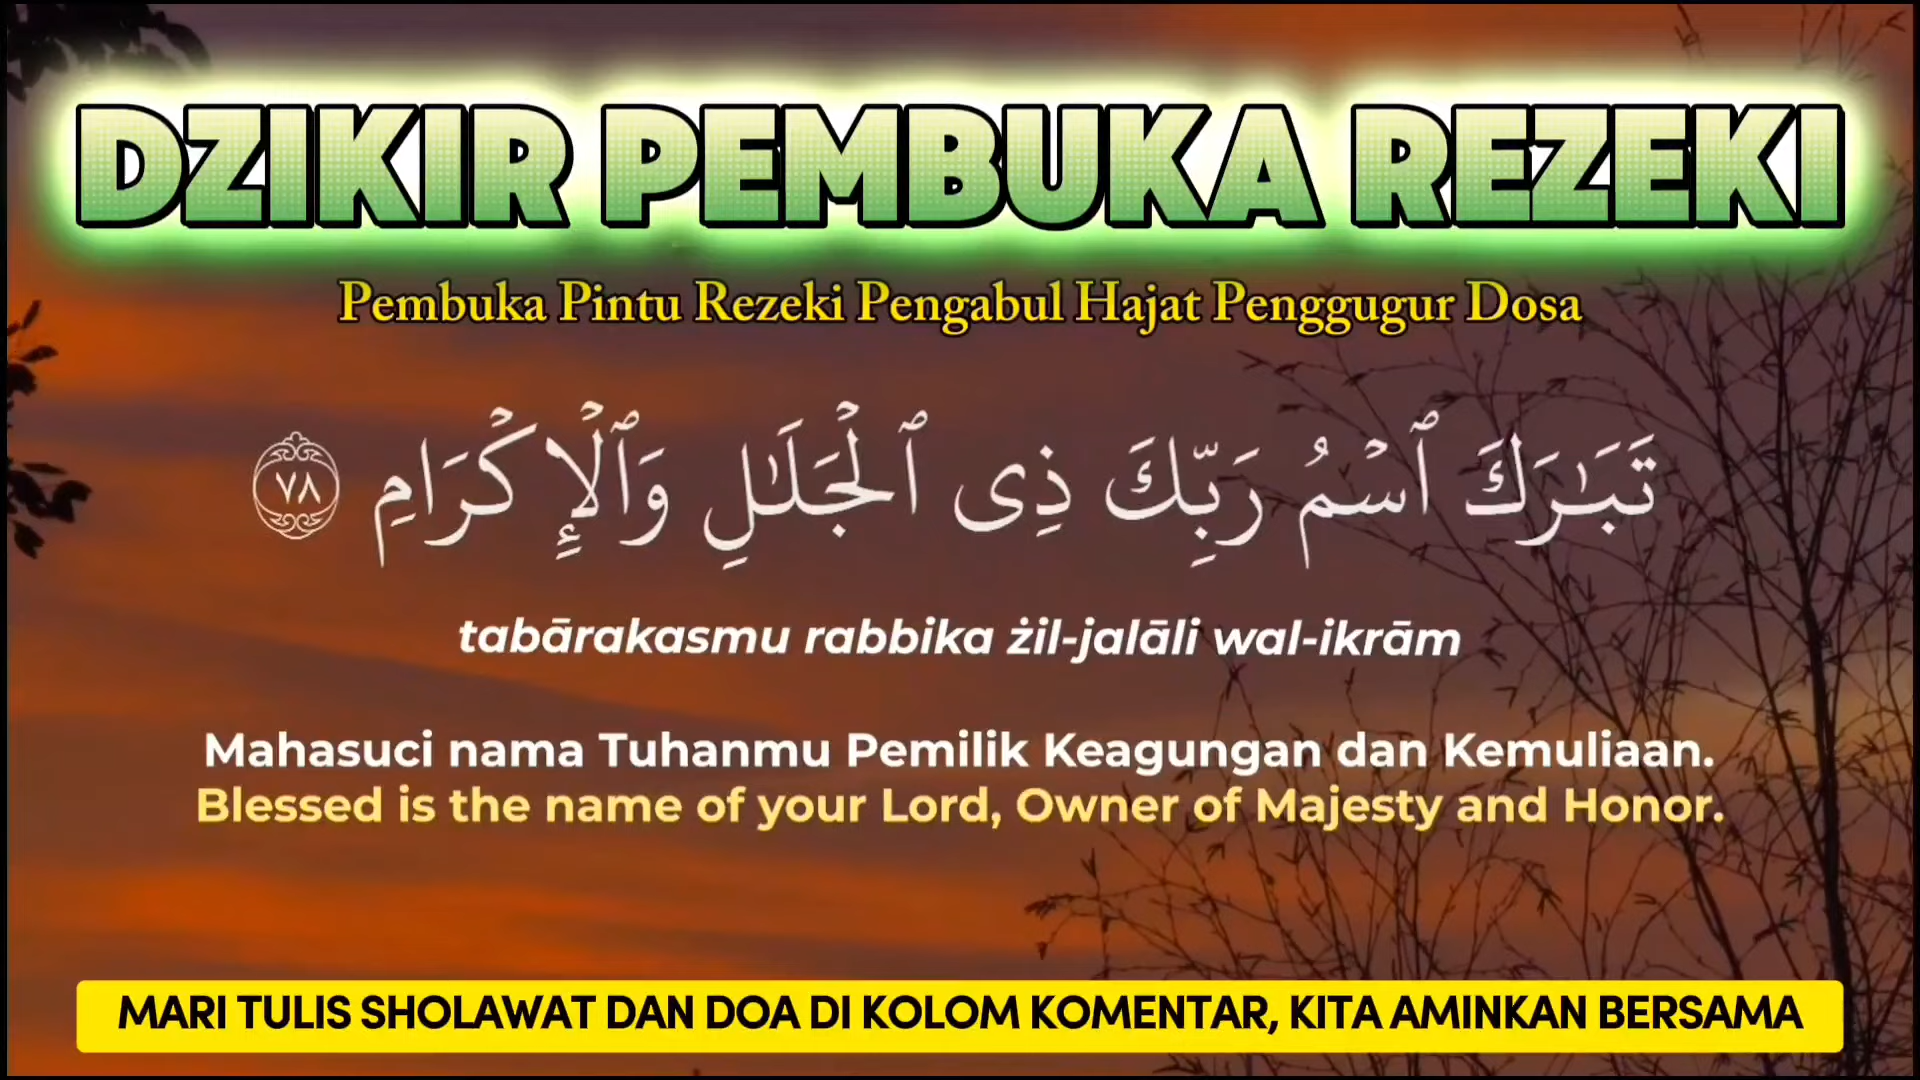 DZIKIR PEMBUKA REZEKI
Pembuka Pintu Rezeki Pengabul Hajat Penggugur Dosa
تَبَـٰرَكَ ٱسْمُ رَبِّكَ ذِى ٱلْجَلَـٰلِ وَٱلْإِكْرَامِ ٧٨
tabārakasmu rabbika żil-jalāli wal-ikrām
Mahasuci nama Tuhanmu Pemilik Keagungan dan Kemuliaan.
Blessed is the name of your Lord, Owner of Majesty and Honor.
MARI TULIS SHOLAWAT DAN DOA DI KOLOM KOMENTAR, KITA AMINKAN BERSAMA